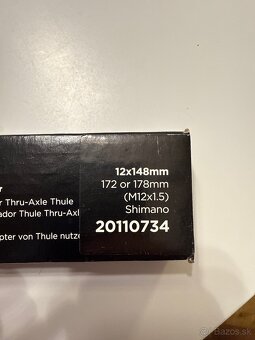 12x148mm
172 or 178mm
(M12x1.5)
Shimano
20110734
r Thru-Axle Thule
ador Thule Thru-Axl
pter von Thule nutze
Bazos.sk